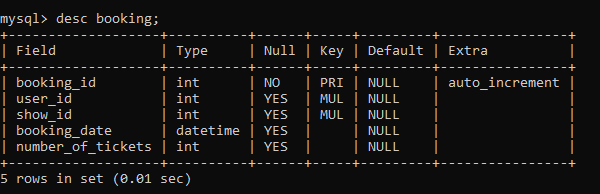 mysql> desc booking;
+-------------------+----------+------+-----+---------+----------------+
| Field             | Type     | Null | Key | Default | Extra          |
+-------------------+----------+------+-----+---------+----------------+
| booking_id        | int      | NO   | PRI | NULL    | auto_increment |
| user_id           | int      | YES  | MUL | NULL    |                |
| show_id           | int      | YES  | MUL | NULL    |                |
| booking_date      | datetime | YES  |     | NULL    |                |
| number_of_tickets | int      | YES  |     | NULL    |                |
+-------------------+----------+------+-----+---------+----------------+
5 rows in set (0.01 sec)